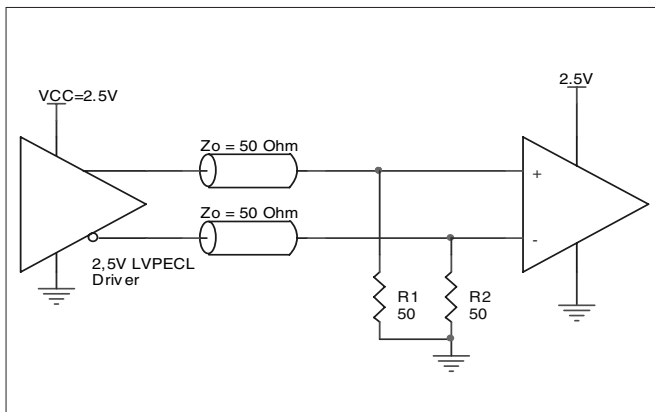 VCC=2.5V
2.5V
Zo = 50 Ohm
+
Zo = 50 Ohm
-
2,5V LVPECL
Driver
R1
50
R2
50